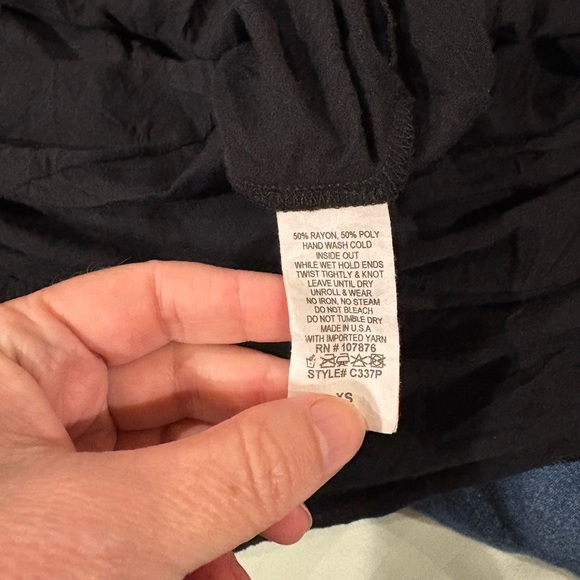 50% RAYON, 50% POLY
HAND WASH COLD
INSIDE OUT
WHILE WET HOLD ENDS
TWIST TIGHTLY & KNOT
LEAVE UNTIL DRY
UNROLL & WEAR
NO IRON, NO STEAM
DO NOT BLEACH
DO NOT TUMBLE DRY
MADE IN U.S.A
WITH IMPORTED YARN
RN # 107876
STYLE# C337P
XS